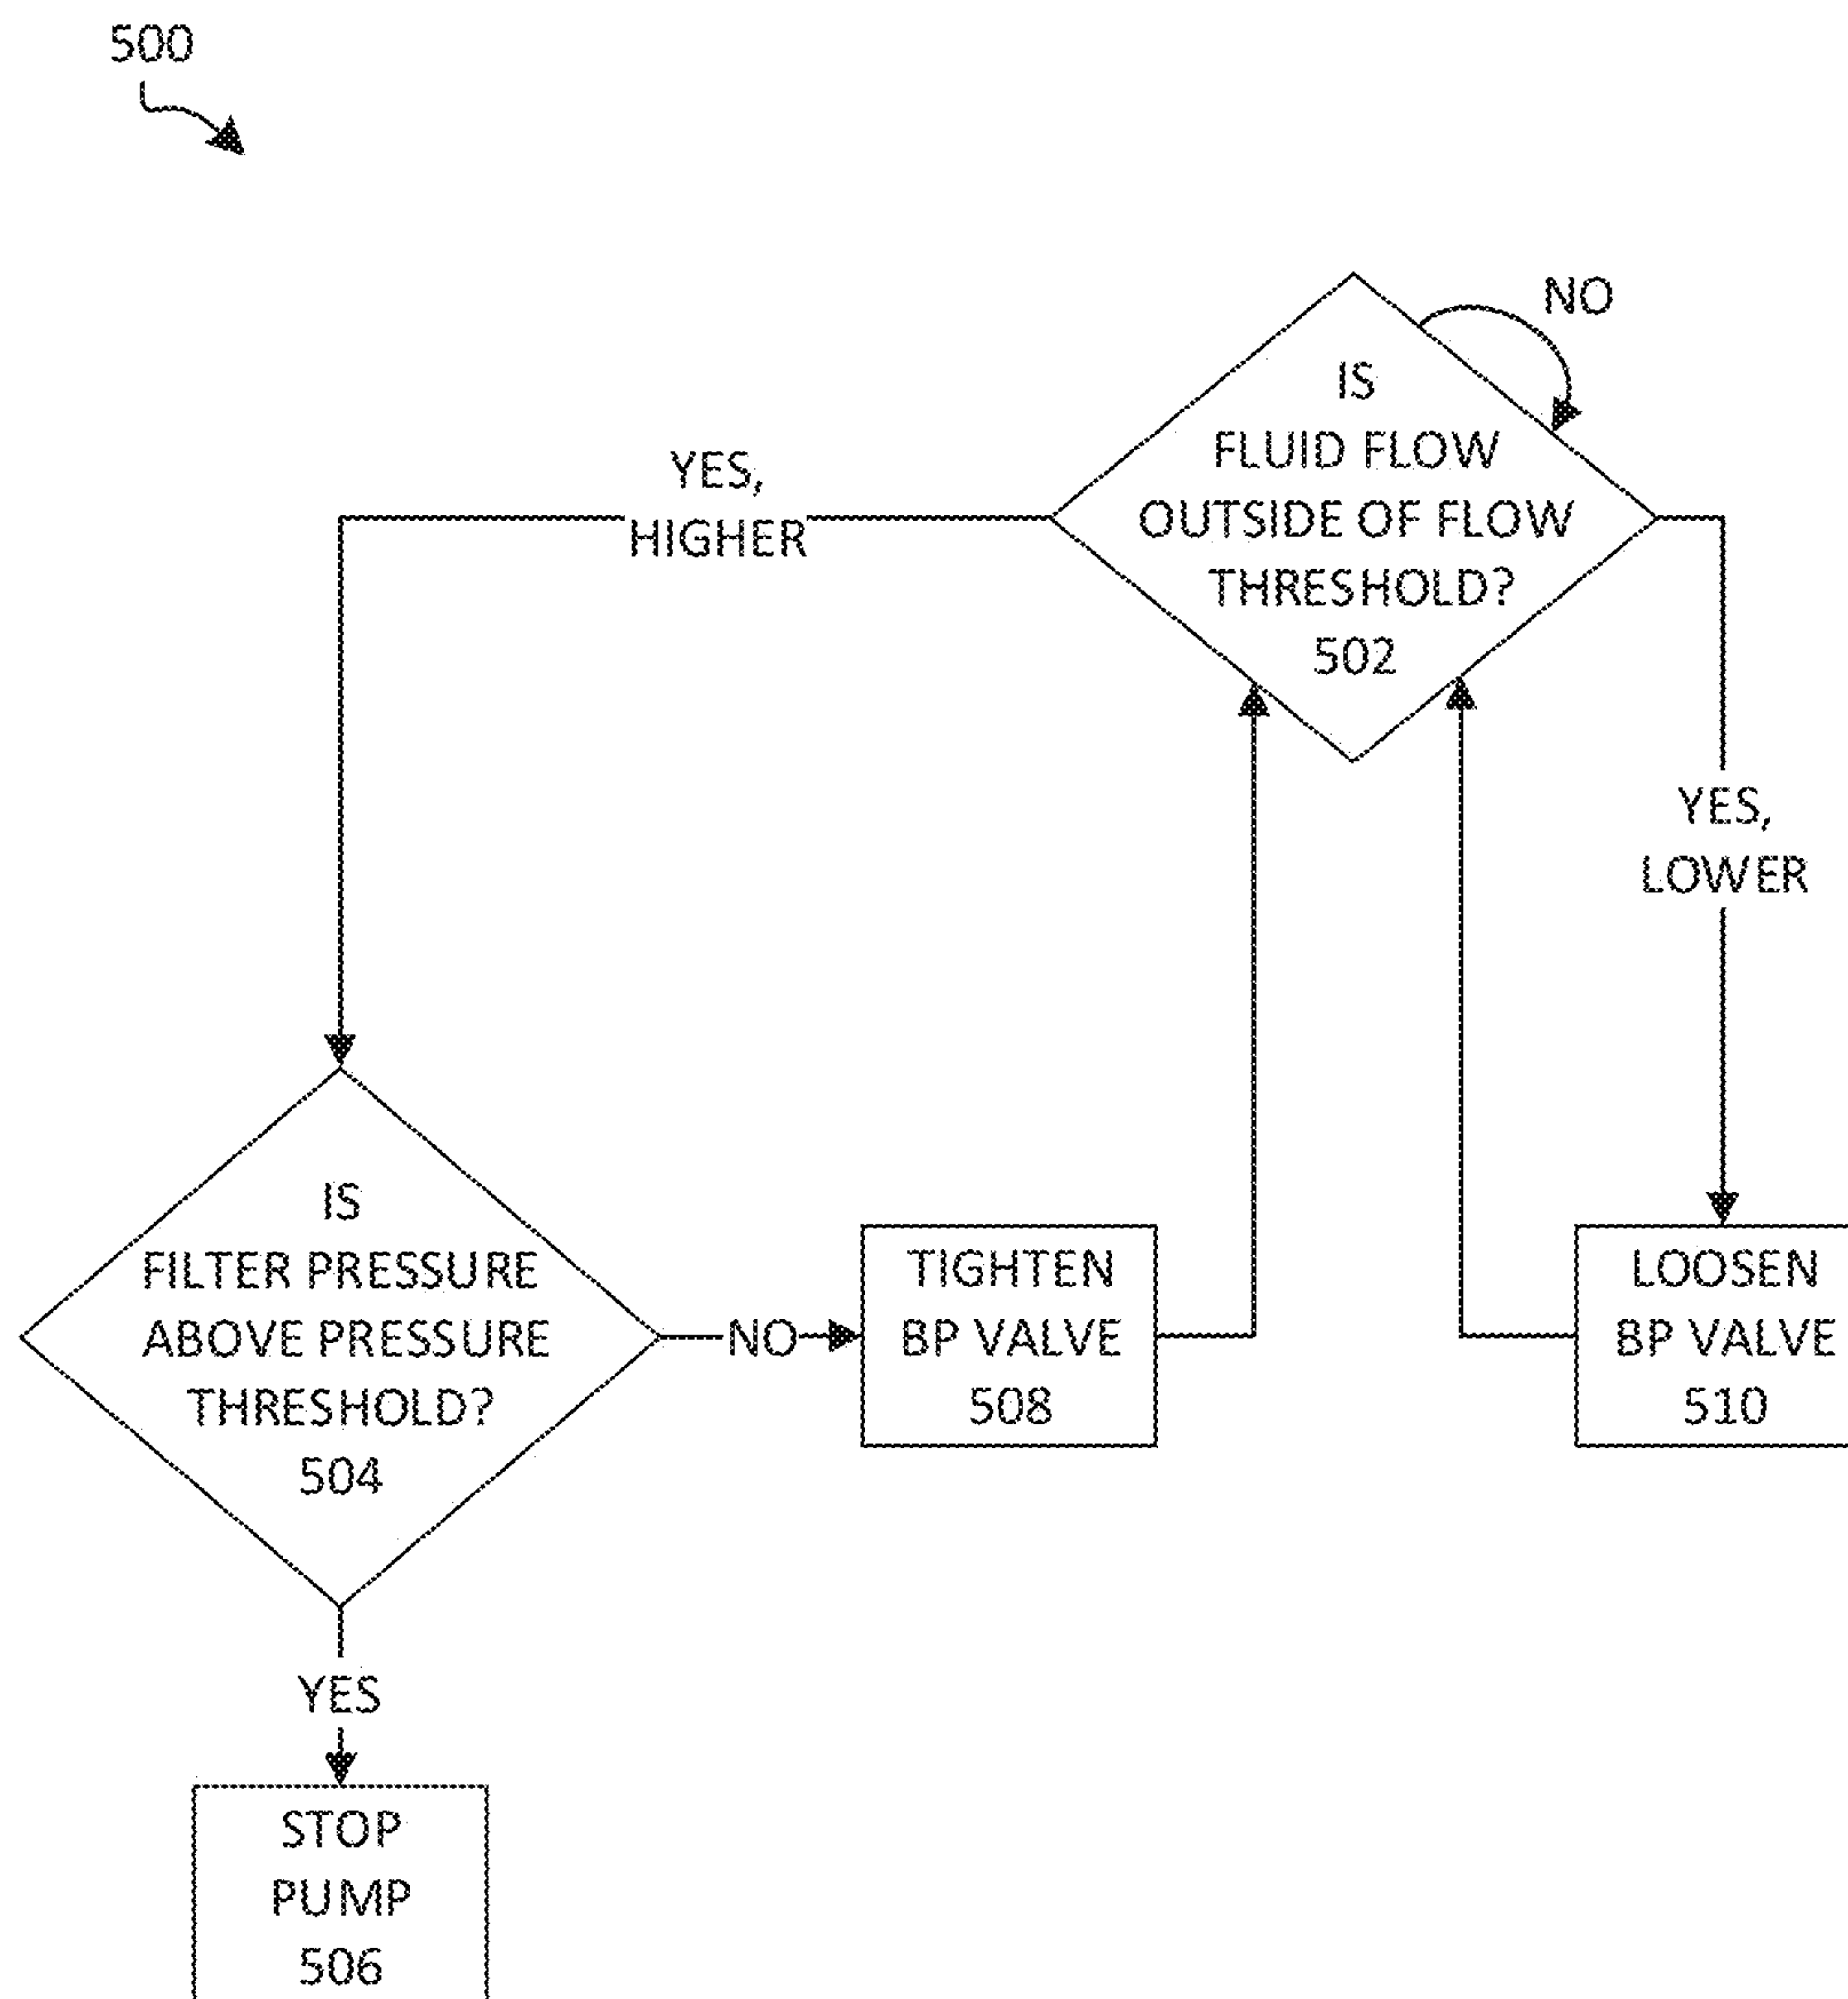 500
NO
IS
FLUID FLOW
OUTSIDE OF FLOW
THRESHOLD?
502
YES,
HIGHER
YES,
LOWER
IS
FILTER PRESSURE
ABOVE PRESSURE
THRESHOLD?
504
NO
TIGHTEN
BP VALVE
508
LOOSEN
BP VALVE
510
YES
STOP
PUMP
506